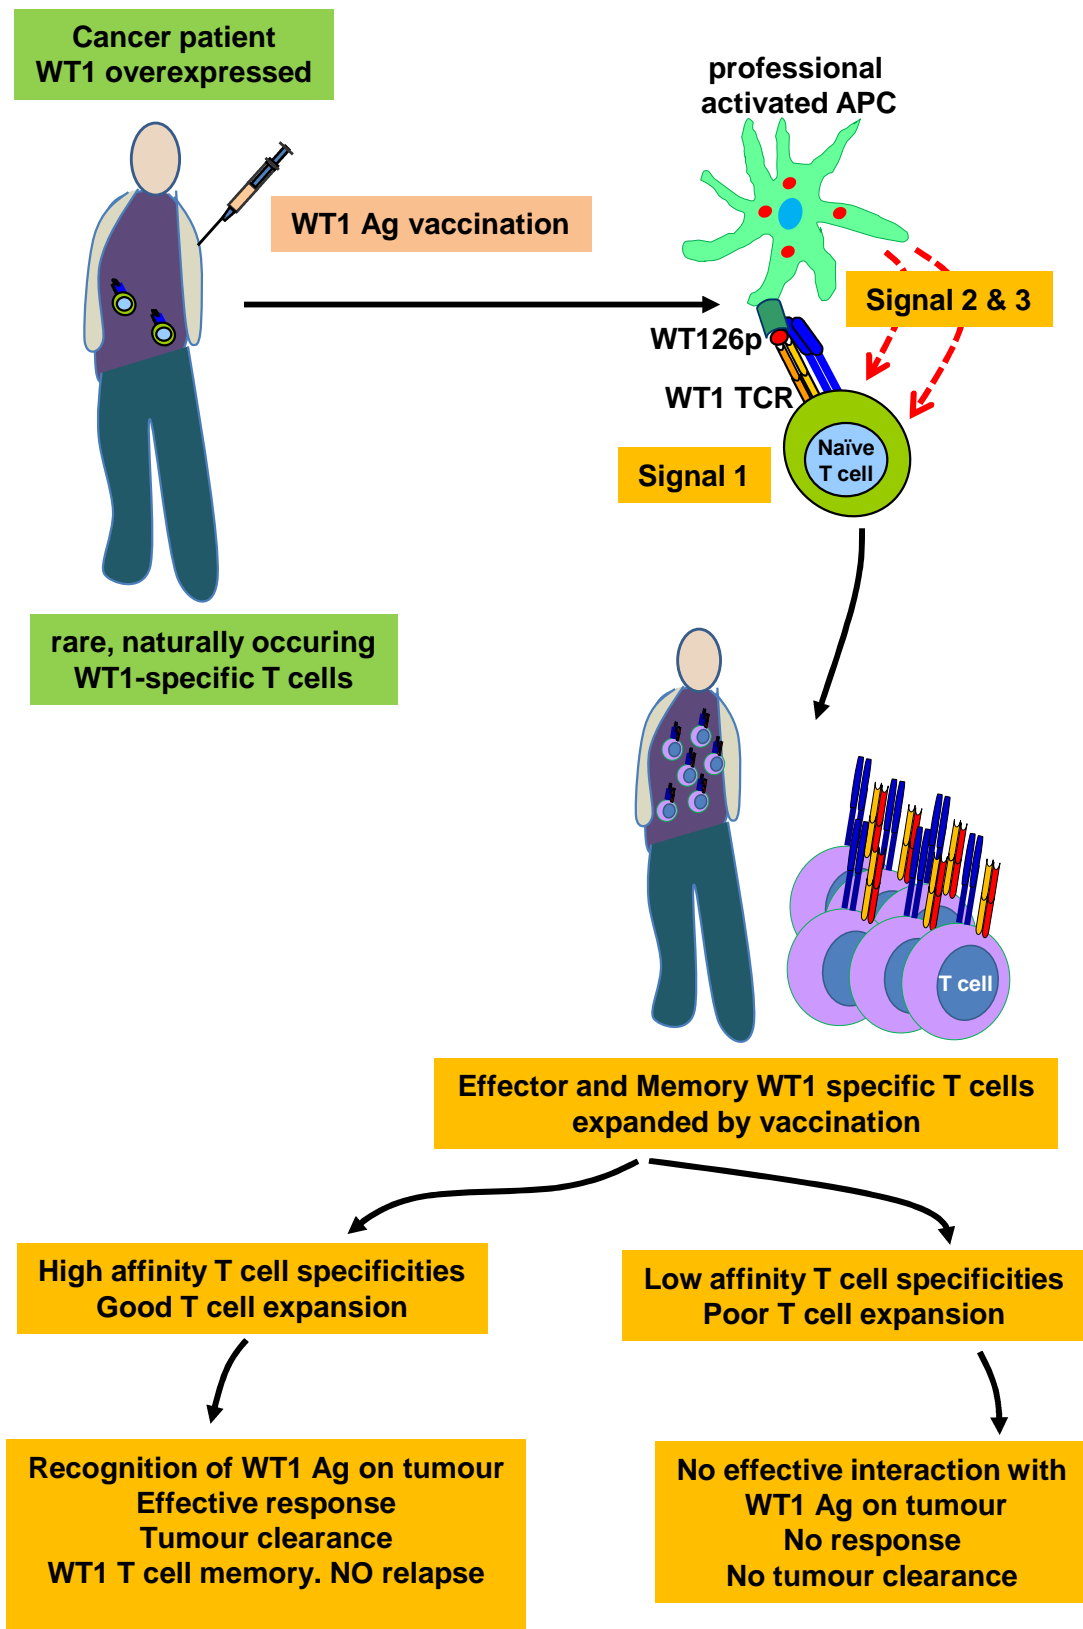 Cancer patient
WT1 overexpressed
professional
activated APC
WT1 Ag vaccination
Signal 2 & 3
WT126p
WT1 TCR
Naïve
T cell
Signal 1
rare, naturally occuring
WT1-specific T cells
T cell
Effector and Memory WT1 specific T cells
expanded by vaccination
High affinity T cell specificities
Good T cell expansion
Low affinity T cell specificities
Poor T cell expansion
Recognition of WT1 Ag on tumour
Effective response
Tumour clearance
WT1 T cell memory. NO relapse
No effective interaction with
WT1 Ag on tumour
No response
No tumour clearance